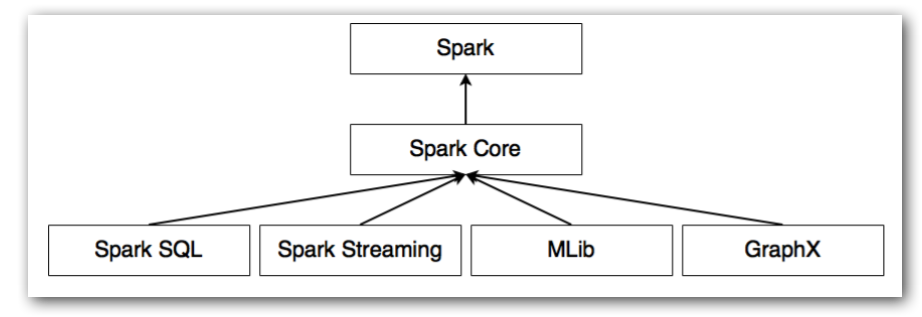 Spark
Spark Core
Spark SQL
Spark Streaming
MLib
GraphX